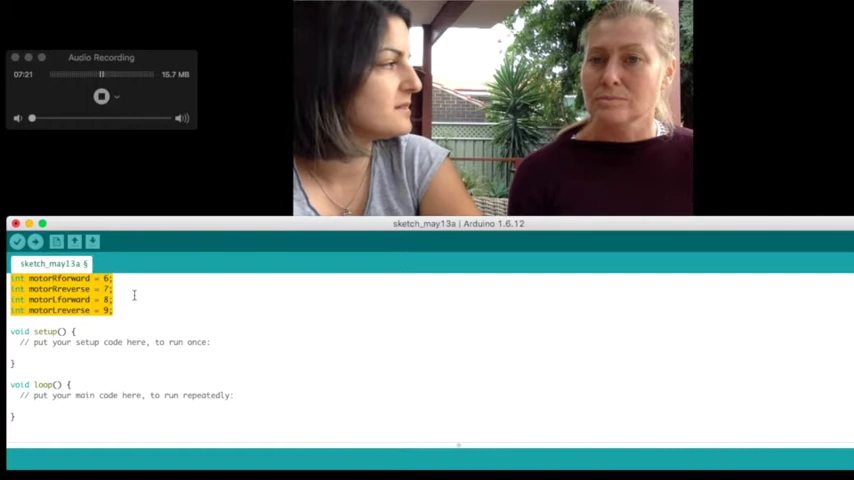 Audio Recording
07:21
15.7 MB
sketch_may13a | Arduino 1.6.12
sketch_may13a §
int motorRforward = 6;
int motorRreverse = 7;
int motorLforward = 8;
int motorLreverse = 9;
void setup() {
// put your setup code here, to run once:
}
void loop() {
// put your main code here, to run repeatedly:
}